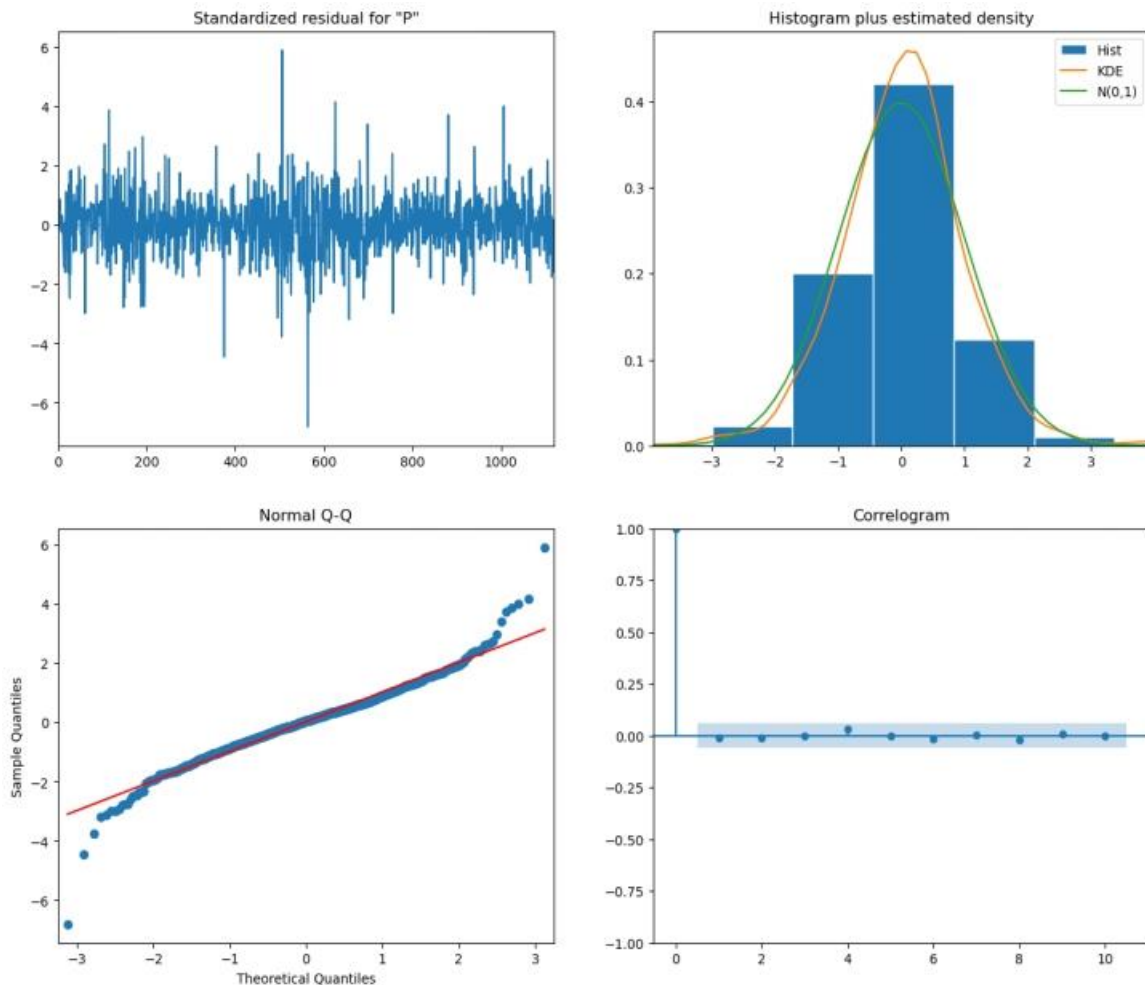 Standardized residual for "P"
6
4
2
0
−2
−4
−6
0 200 400 600 800 1000
Histogram plus estimated density
Hist
KDE
N(0,1)
0.4
0.3
0.2
0.1
0.0
−3 −2 −1 0 1 2 3
Normal Q-Q
Sample Quantiles
6
4
2
0
−2
−4
−6
−3 −2 −1 0 1 2 3
Theoretical Quantiles
Correlogram
1.00
0.75
0.50
0.25
0.00
−0.25
−0.50
−0.75
−1.00
0 2 4 6 8 10